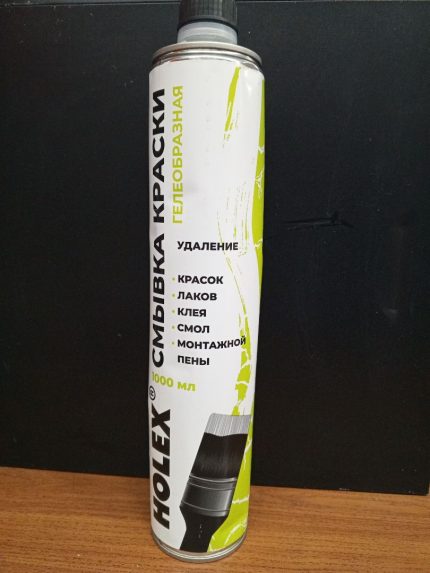 HOLEX®
СМЫВКА КРАСКИ
ГЕЛЕОБРАЗНАЯ
УДАЛЕНИЕ
• КРАСОК
• ЛАКОВ
• КЛЕЯ
• СМОЛ
• МОНТАЖНОЙ
ПЕНЫ
1000 мл